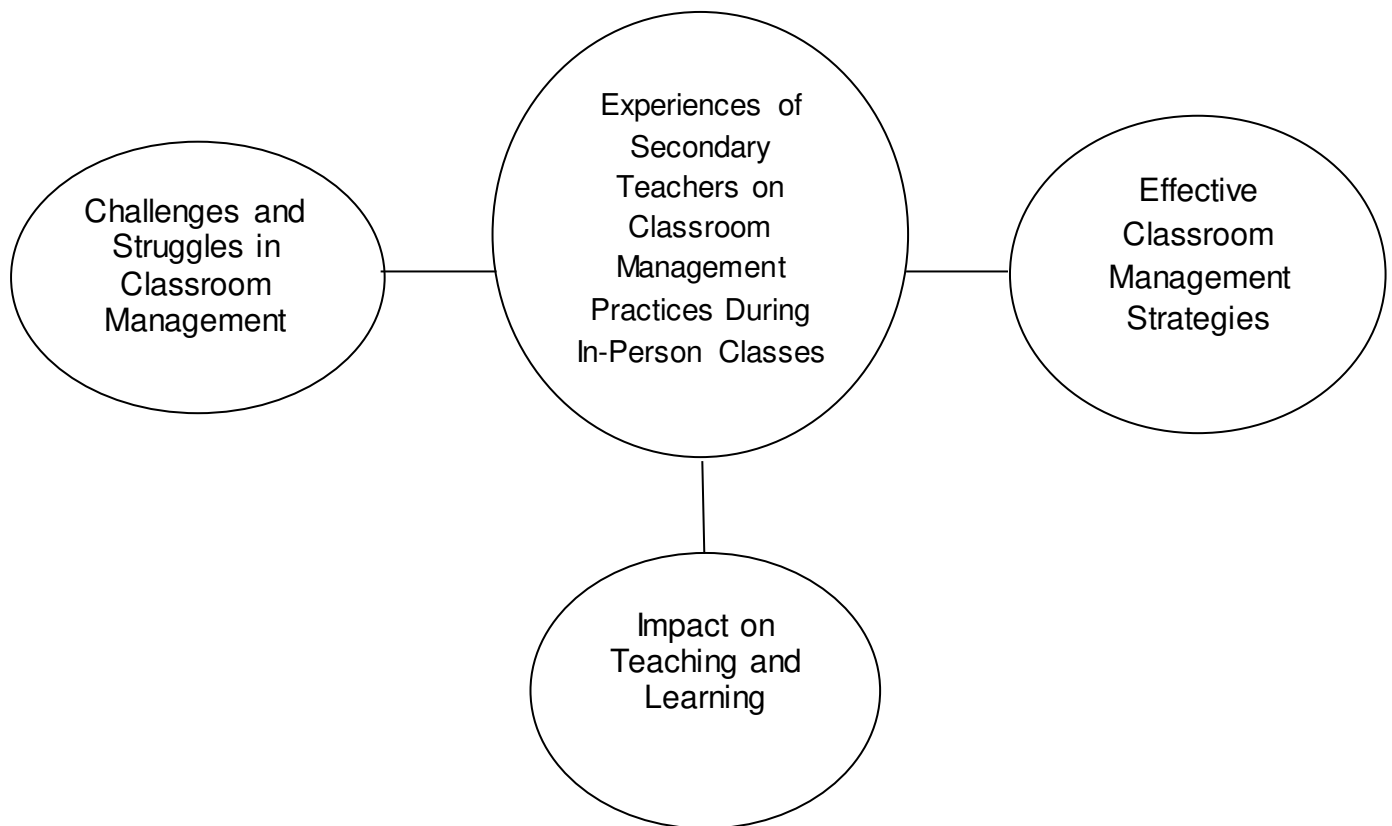 Experiences of
Secondary
Teachers on
Classroom
Management
Practices During
In-Person Classes
Challenges and
Struggles in
Classroom
Management
Effective
Classroom
Management
Strategies
Impact on
Teaching and
Learning